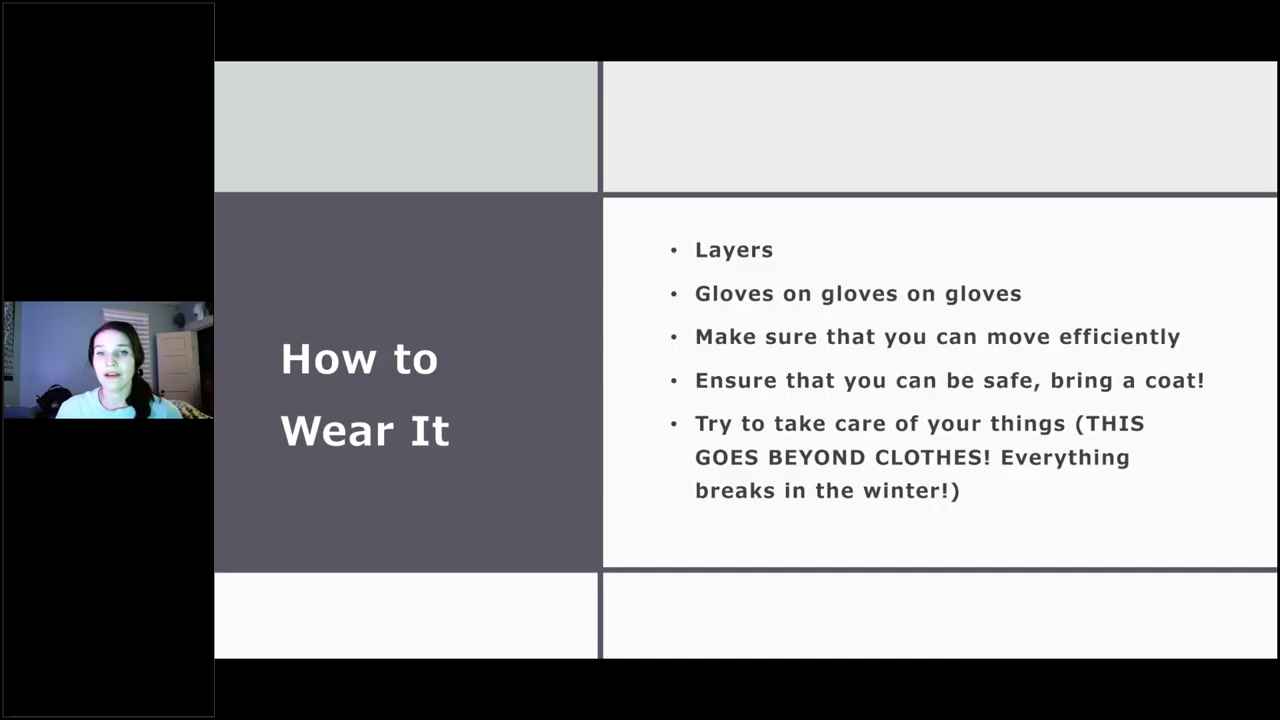 How to
Wear It
Layers
Gloves on gloves on gloves
Make sure that you can move efficiently
Ensure that you can be safe, bring a coat!
Try to take care of your things (THIS
GOES BEYOND CLOTHES! Everything
breaks in the winter!)